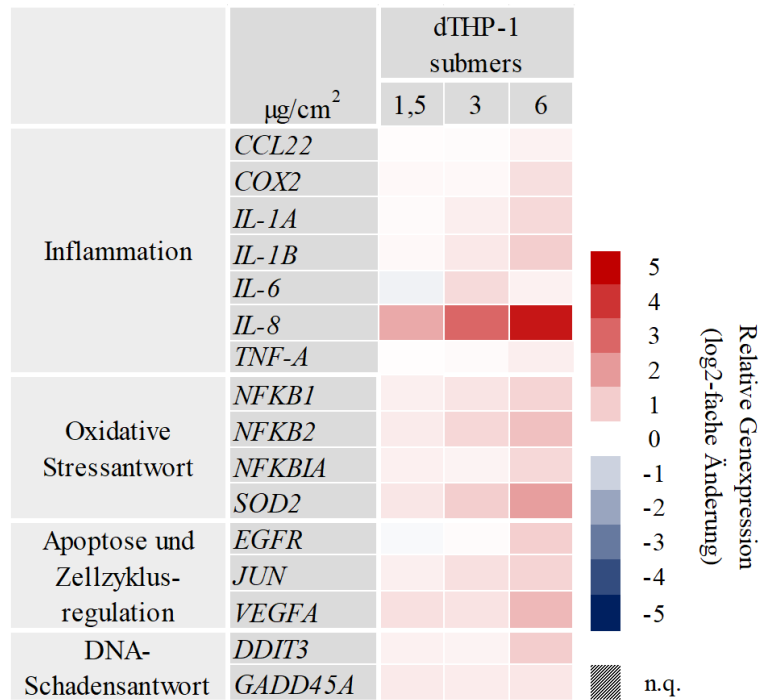 dTHP-1
submers
μg/cm²
1,5 3 6
Inflammation
CCL22
COX2
IL-1A
IL-1B
IL-6
IL-8
TNF-A
Oxidative
Stressantwort
NFKB1
NFKB2
NFKBIA
SOD2
Apoptose und
Zellzyklus-
regulation
EGFR
JUN
VEGFA
DNA-
Schadensantwort
DDIT3
GADD45A
5
4
3
2
1
0
-1
-2
-3
-4
-5
n.q.
Relative Genexpression
(log2-fache Änderung)